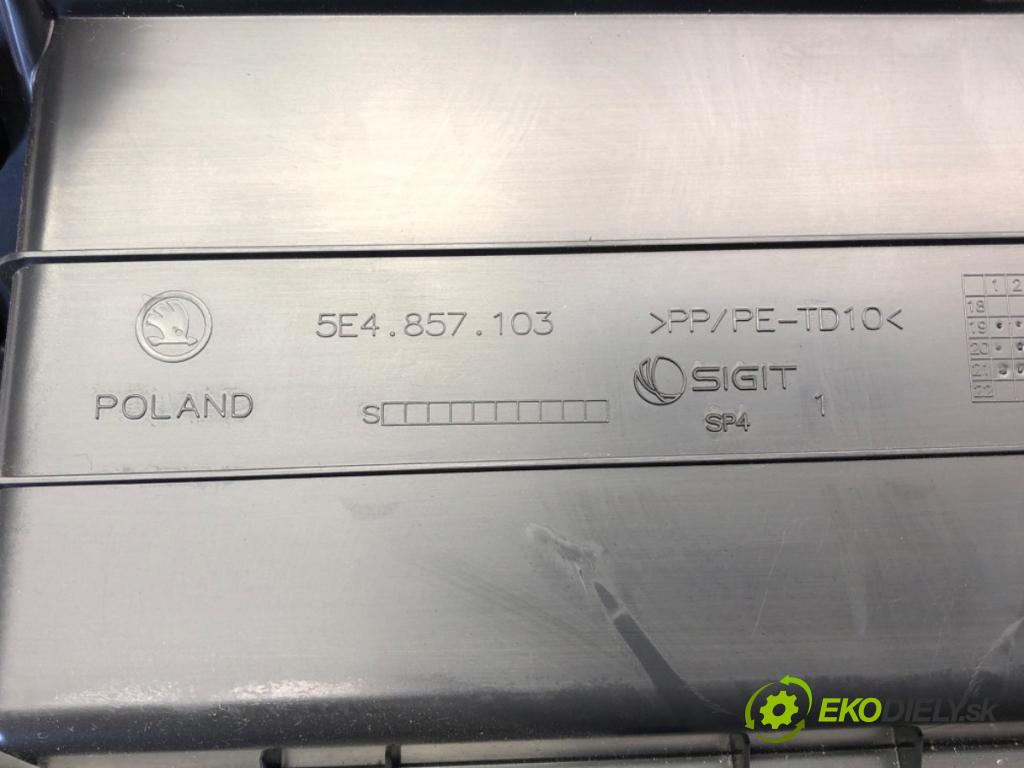 5E4.857.103
>PP/PE-TD10<
POLAND
S
SIGIT
SP4 1
1 2
18
19
20
21
22
EKODIELY.sk